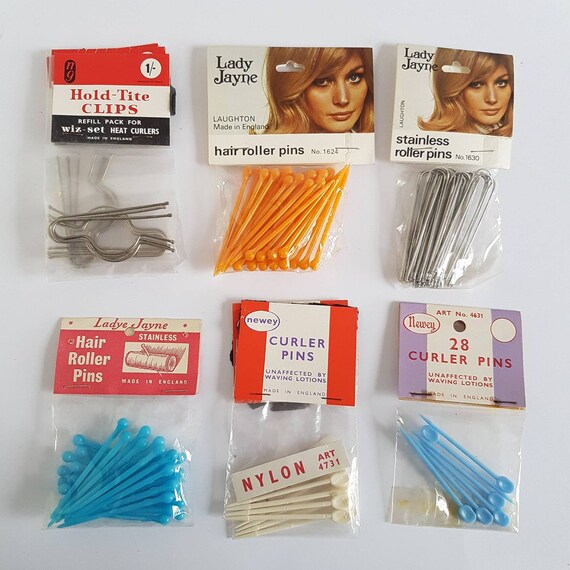 1/-
Hold-Tite
CLIPS
REFILL PACK FOR
wiz-set HEAT CURLERS
MADE IN ENGLAND
Lady
Jayne
LAUGHTON
Made in England
hair roller pins No. 1624
Lady
Jayne
LAUGHTON
stainless
roller pins No. 1630
Ladye Jayne
Hair
Roller
Pins
STAINLESS
MADE IN ENGLAND
newey
CURLER
PINS
UNAFFECTED BY
WAVING LOTIONS
MADE IN ENGLAND
NYLON ART
4731
ART No. 4631
Newey
28
CURLER PINS
UNAFFECTED BY
WAVING LOTIONS
MADE IN ENGLAND